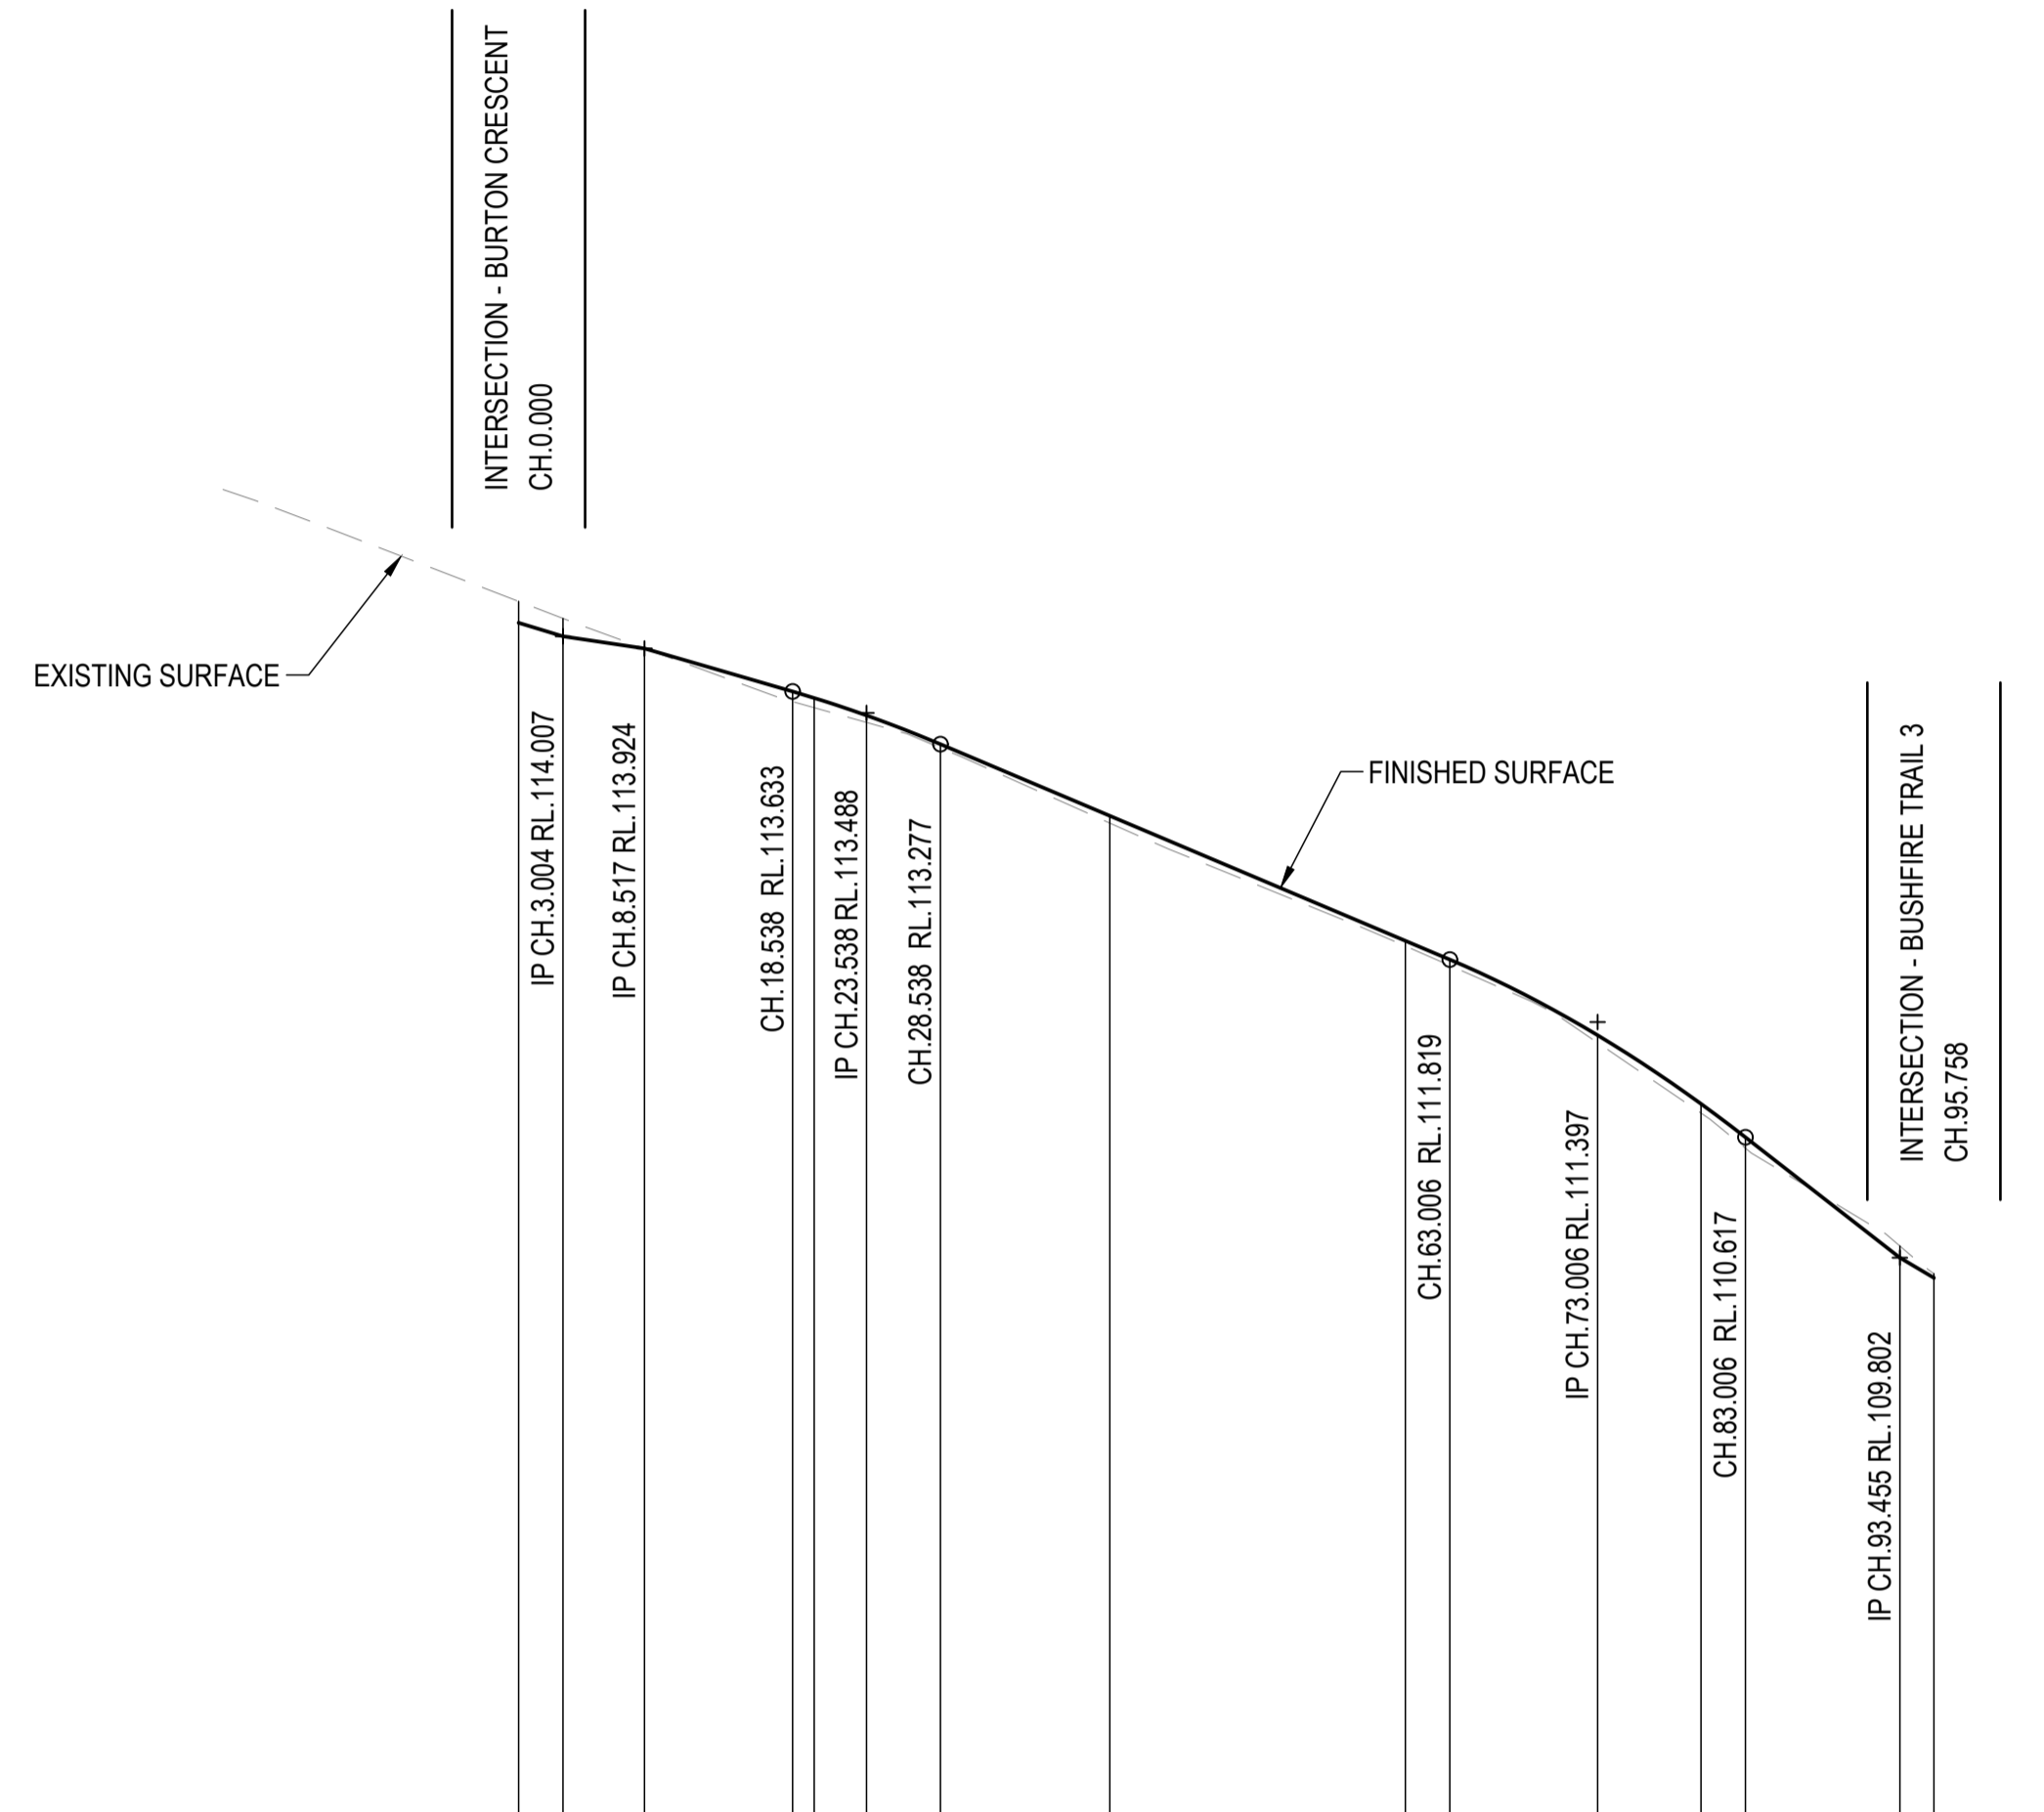 INTERSECTION - BURTON CRESCENT
CH.0.000
EXISTING SURFACE
IP CH.3.004 RL.114.007
IP CH.8.517 RL.113.924
CH.18.538 RL.113.633
IP CH.23.538 RL.113.488
CH.28.538 RL.113.277
FINISHED SURFACE
CH.63.006 RL.111.819
IP CH.73.006 RL.111.397
CH.83.006 RL.110.617
IP CH.93.455 RL.109.802
INTERSECTION - BUSHFIRE TRAIL 3
CH.95.758